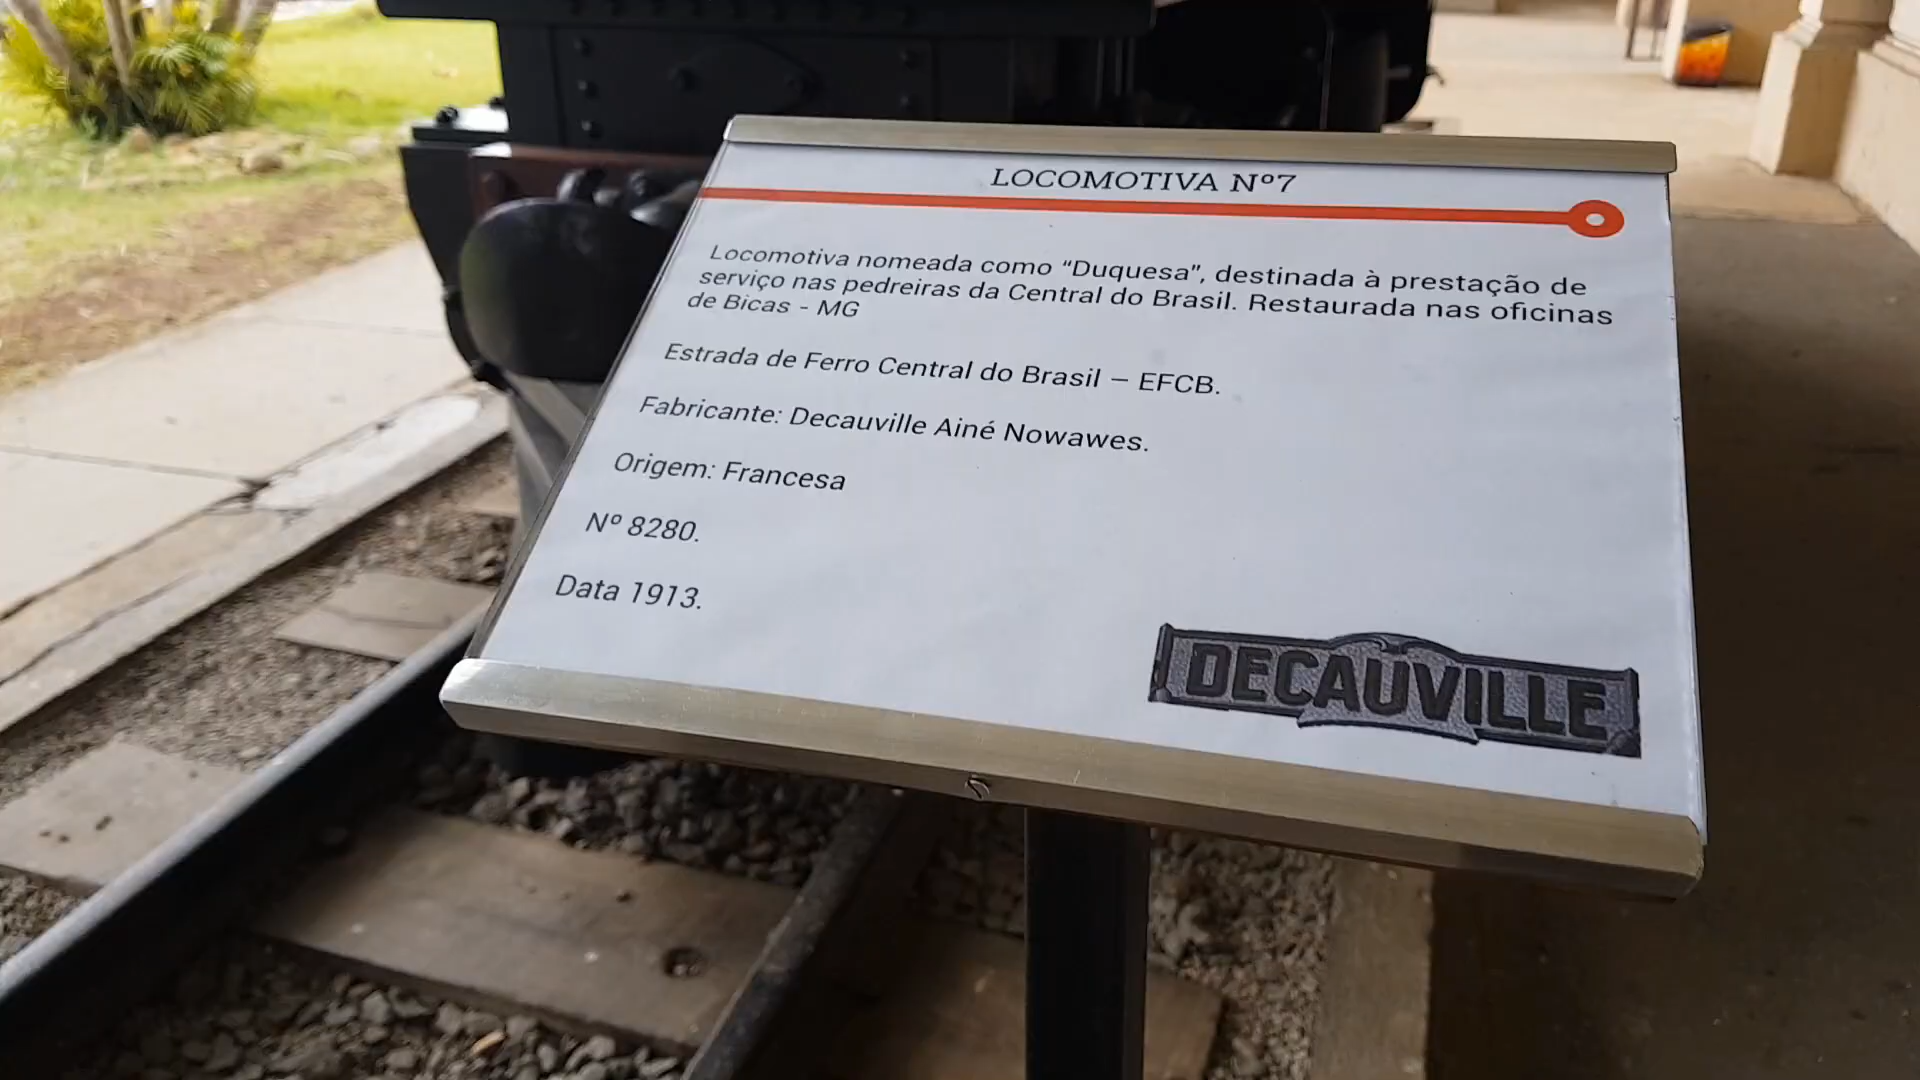 LOCOMOTIVA Nº7
Locomotiva nomeada como “Duquesa”, destinada à prestação de
serviço nas pedreiras da Central do Brasil. Restaurada nas oficinas
de Bicas - MG
Estrada de Ferro Central do Brasil – EFCB.
Fabricante: Decauville Ainé Nowawes.
Origem: Francesa
Nº 8280.
Data 1913.
DECAUVILLE